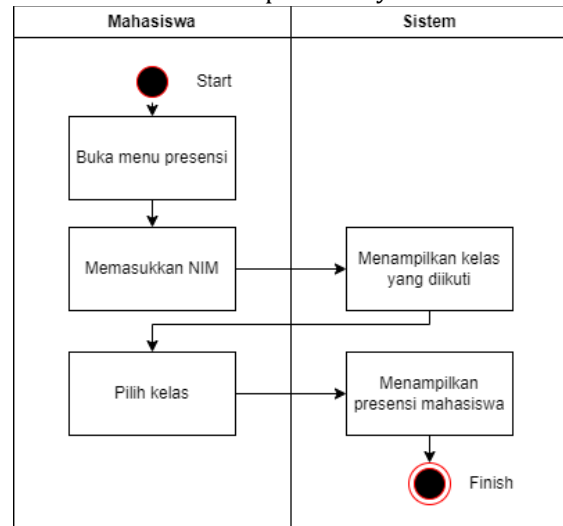 Mahasiswa
Sistem
Start
Buka menu presensi
Memasukkan NIM
Menampilkan kelas
yang diikuti
Pilih kelas
Menampilkan
presensi mahasiswa
Finish